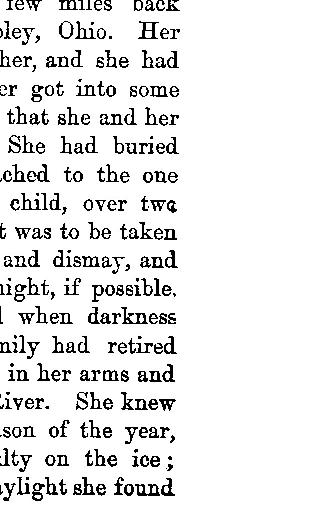 few miles back
ley, Ohio. Her
her, and she had
er got into some
that she and her
She had buried
ched to the one
child, over two
t was to be taken
and dismay, and
night, if possible.
when darkness
mily had retired
in her arms and
River. She knew
son of the year,
lty on the ice;
aylight she found